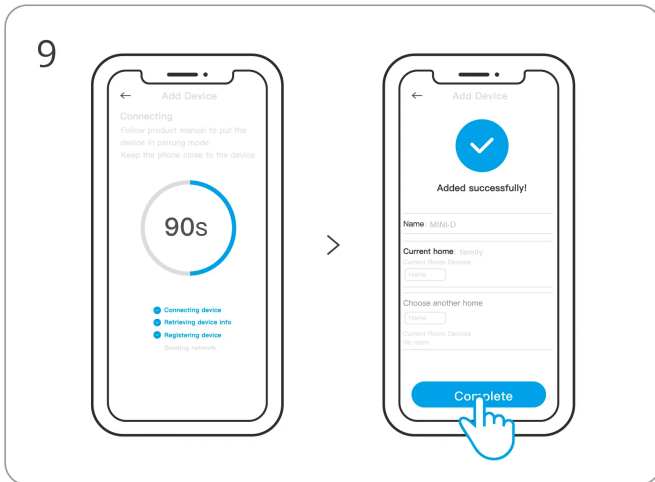 9
Add Device
Connecting
Follow product manual to put the
device in pairing mode
Keep the phone close to the device
90s
Connecting device
Retrieving device info
Registering device
Sending network
>
Add Device
Added successfully!
Name: MINI-D
Current home: family
Current Room Devices
Home
Choose another home
Home
Current Room Devices
No room
Complete